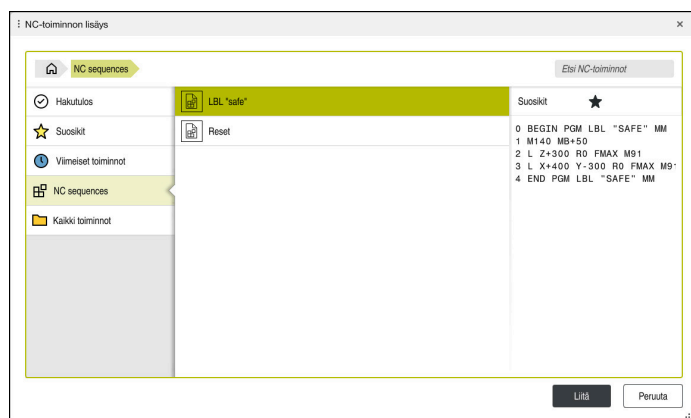 NC-toiminnon lisäys
NC sequences
Etsi NC-toiminnot
Hakutulos
Suosikit
Viimeiset toiminnot
NC sequences
Kaikki toiminnot
LBL "safe"
Reset
Suosikit
0 BEGIN PGM LBL "SAFE" MM
1 M140 MB+50
2 L Z+300 R0 FMAX M91
3 L X+400 Y-300 R0 FMAX M9
4 END PGM LBL "SAFE" MM
Liitä
Peruuta